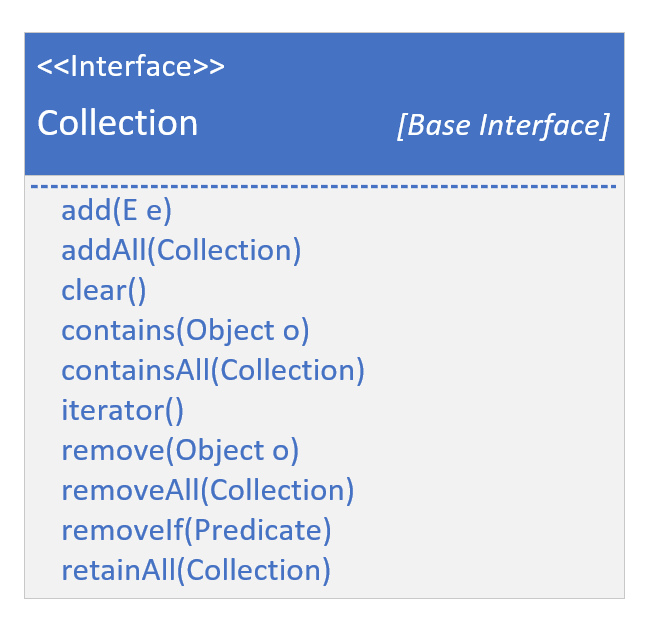 <<Interface>>
Collection [Base Interface]
add(E e)
addAll(Collection)
clear()
contains(Object o)
containsAll(Collection)
iterator()
remove(Object o)
removeAll(Collection)
removeIf(Predicate)
retainAll(Collection)